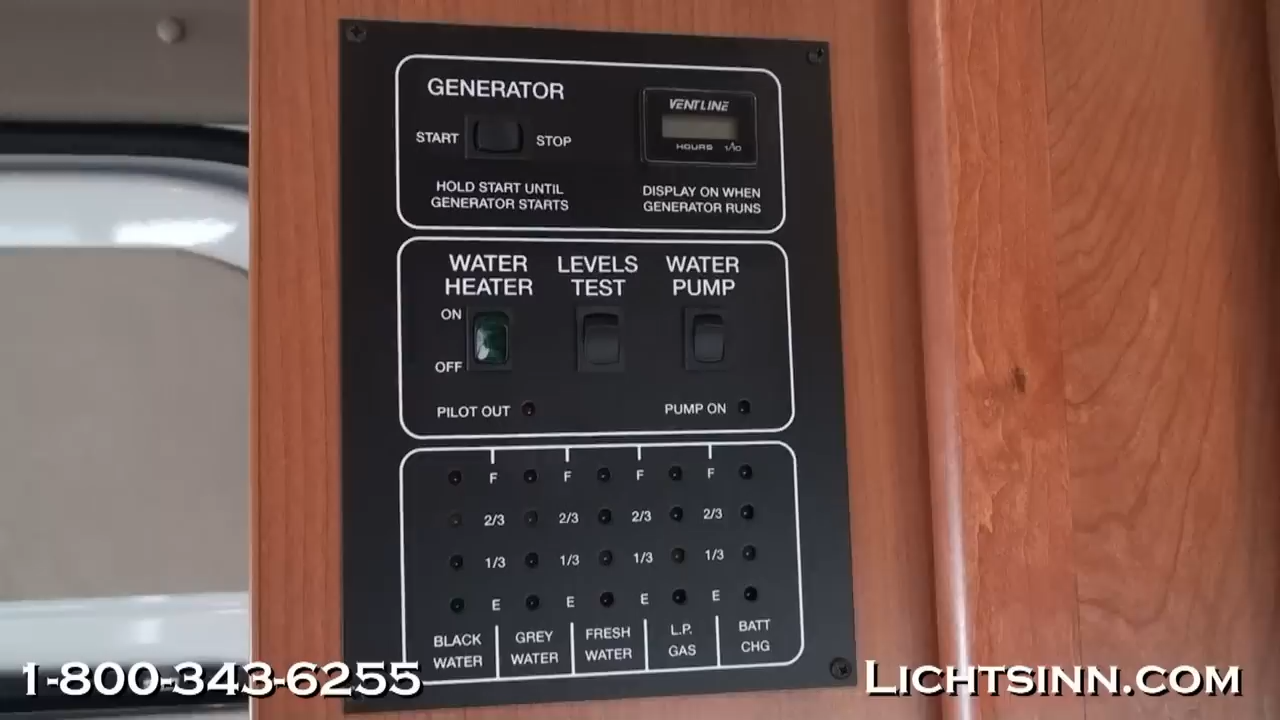 GENERATOR
START STOP
VENTLINE
HOURS 1/10
HOLD START UNTIL
GENERATOR STARTS
DISPLAY ON WHEN
GENERATOR RUNS
WATER
HEATER
LEVELS
TEST
WATER
PUMP
ON
OFF
PILOT OUT
PUMP ON
F F F F
2/3 2/3 2/3 2/3
1/3 1/3 1/3 1/3
E E E E
BLACK
WATER
GREY
WATER
FRESH
WATER
L.P.
GAS
BATT
CHG
1-800-343-6255
LICHTSINN.COM